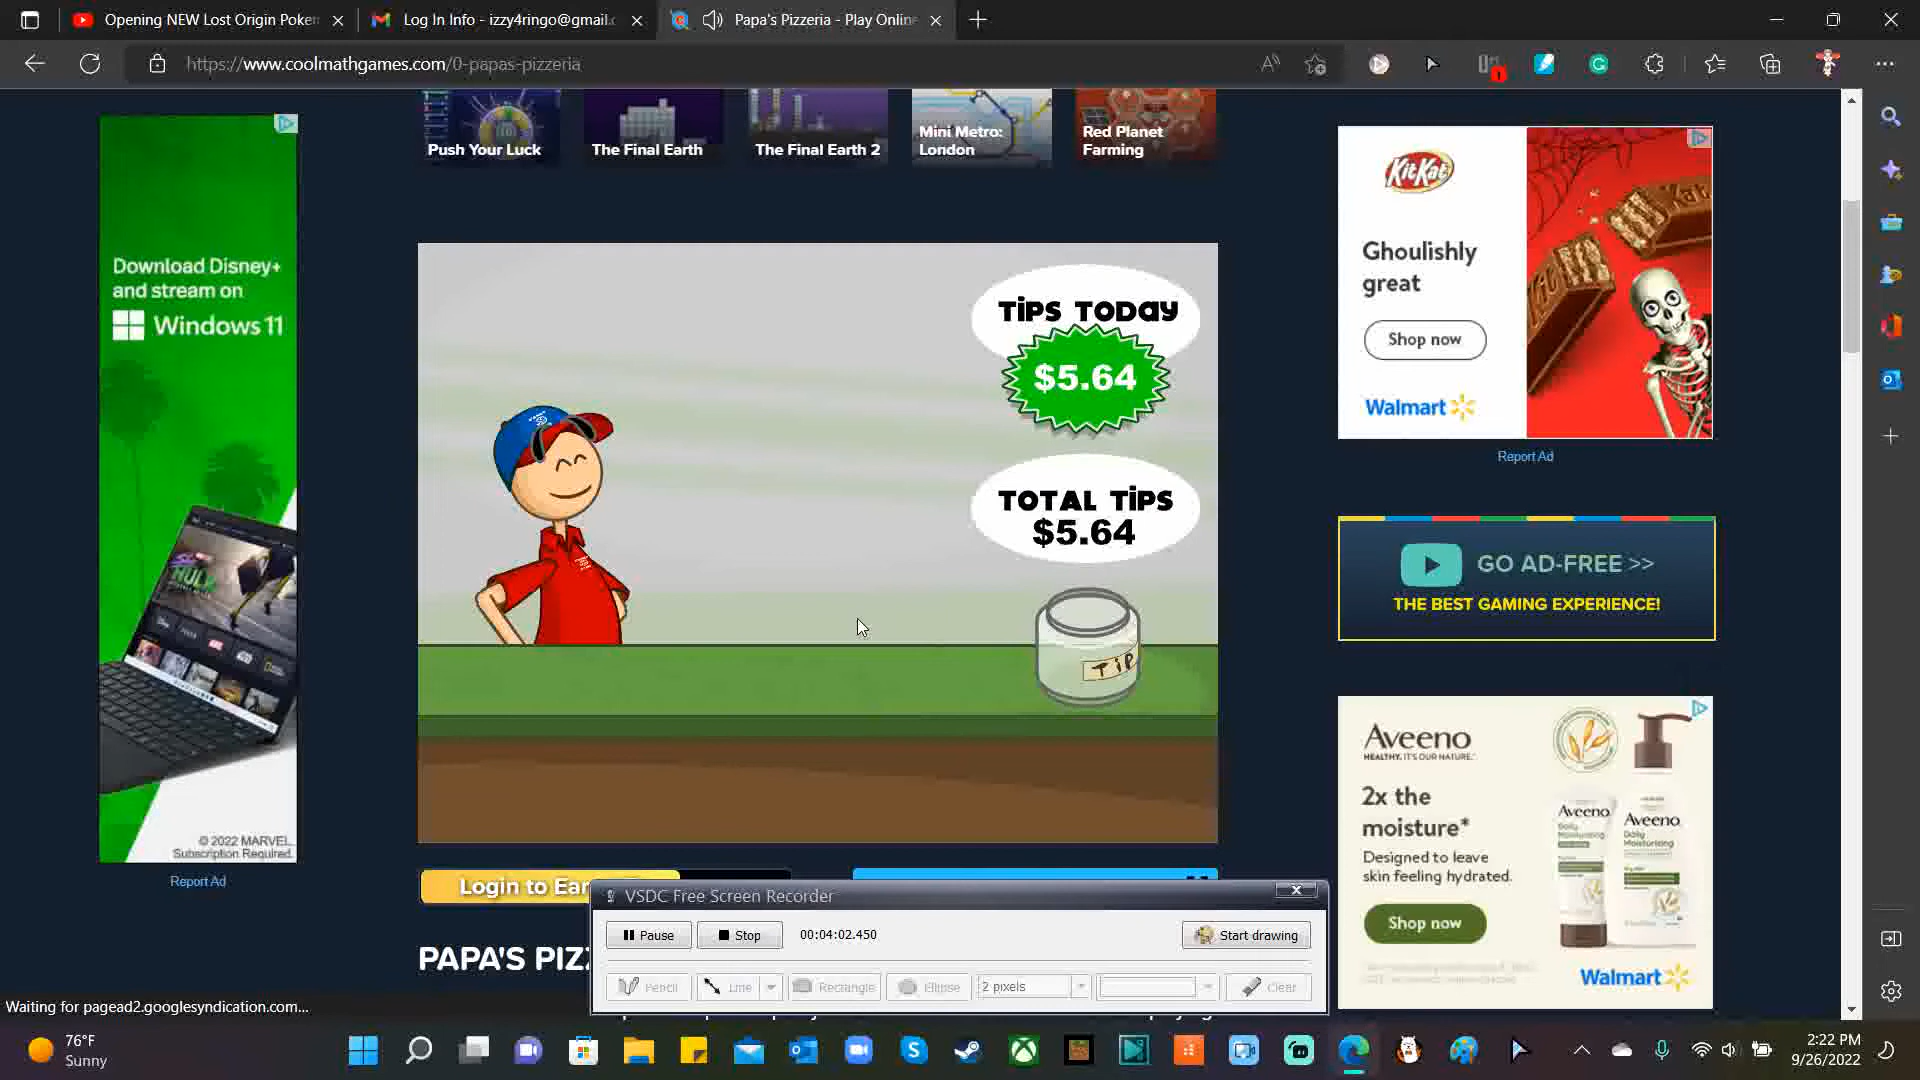 Opening NEW Lost Origin Poke
Log In Info - izzy4ringo@gmail.c
Papa's Pizzeria - Play Online
https://www.coolmathgames.com/0-papas-pizzeria
Push Your Luck
The Final Earth
The Final Earth 2
Mini Metro:
London
Red Planet
Farming
Download Disney+
and stream on
Windows 11
© 2022 MARVEL.
Subscription Required.
Report Ad
TIPS TODAY
$5.64
TOTAL TIPS
$5.64
TIP
KitKat
Ghoulishly
great
Shop now
Walmart
Report Ad
GO AD-FREE >>
THE BEST GAMING EXPERIENCE!
Aveeno
HEALTHY. IT'S OUR NATURE.™
2x the
moisture*
Designed to leave
skin feeling hydrated.
Shop now
Walmart
Login to Ear
PAPA'S PIZZ
VSDC Free Screen Recorder
Pause
Stop
00:04:02.450
Start drawing
Pencil
Line
Rectangle
Ellipse
2 pixels
Clear
Waiting for pagead2.googlesyndication.com...
76°F
Sunny
2:22 PM
9/26/2022